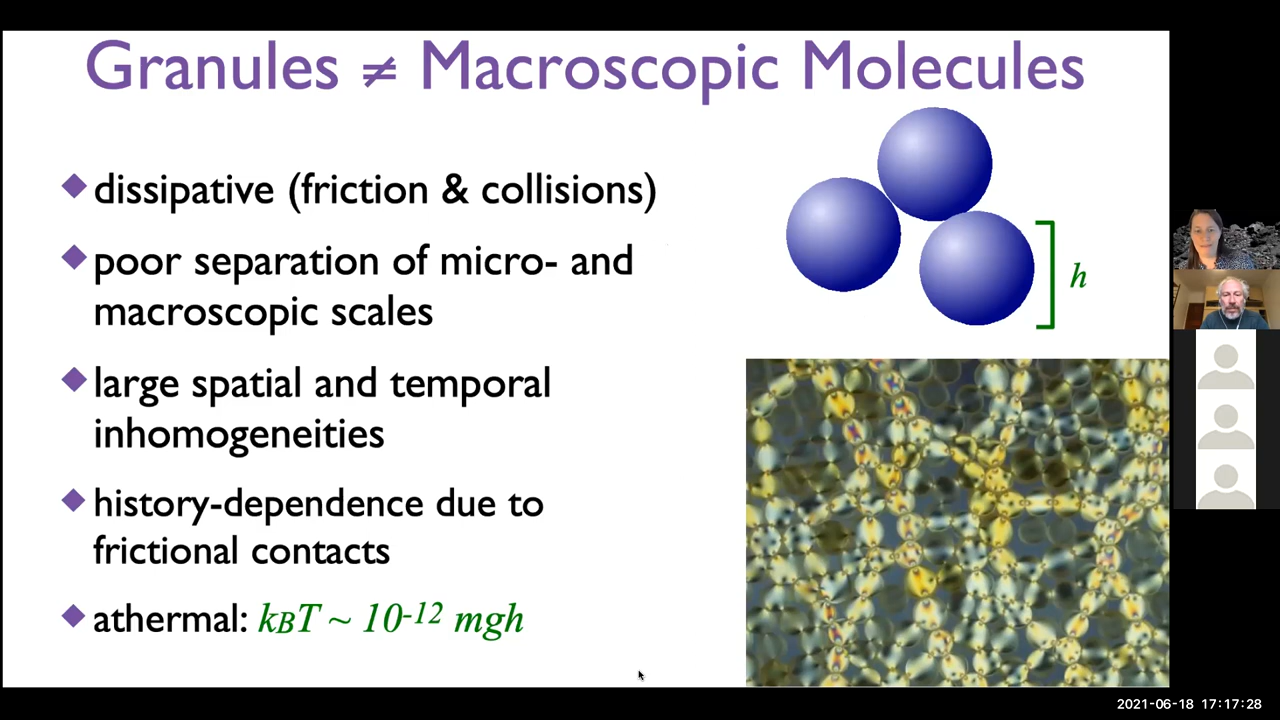 Granules ≠ Macroscopic Molecules
dissipative (friction & collisions)
poor separation of micro- and
macroscopic scales
large spatial and temporal
inhomogeneities
history-dependence due to
frictional contacts
athermal: kBT ~ 10⁻¹² mgh
h
2021-06-18 17:17:28